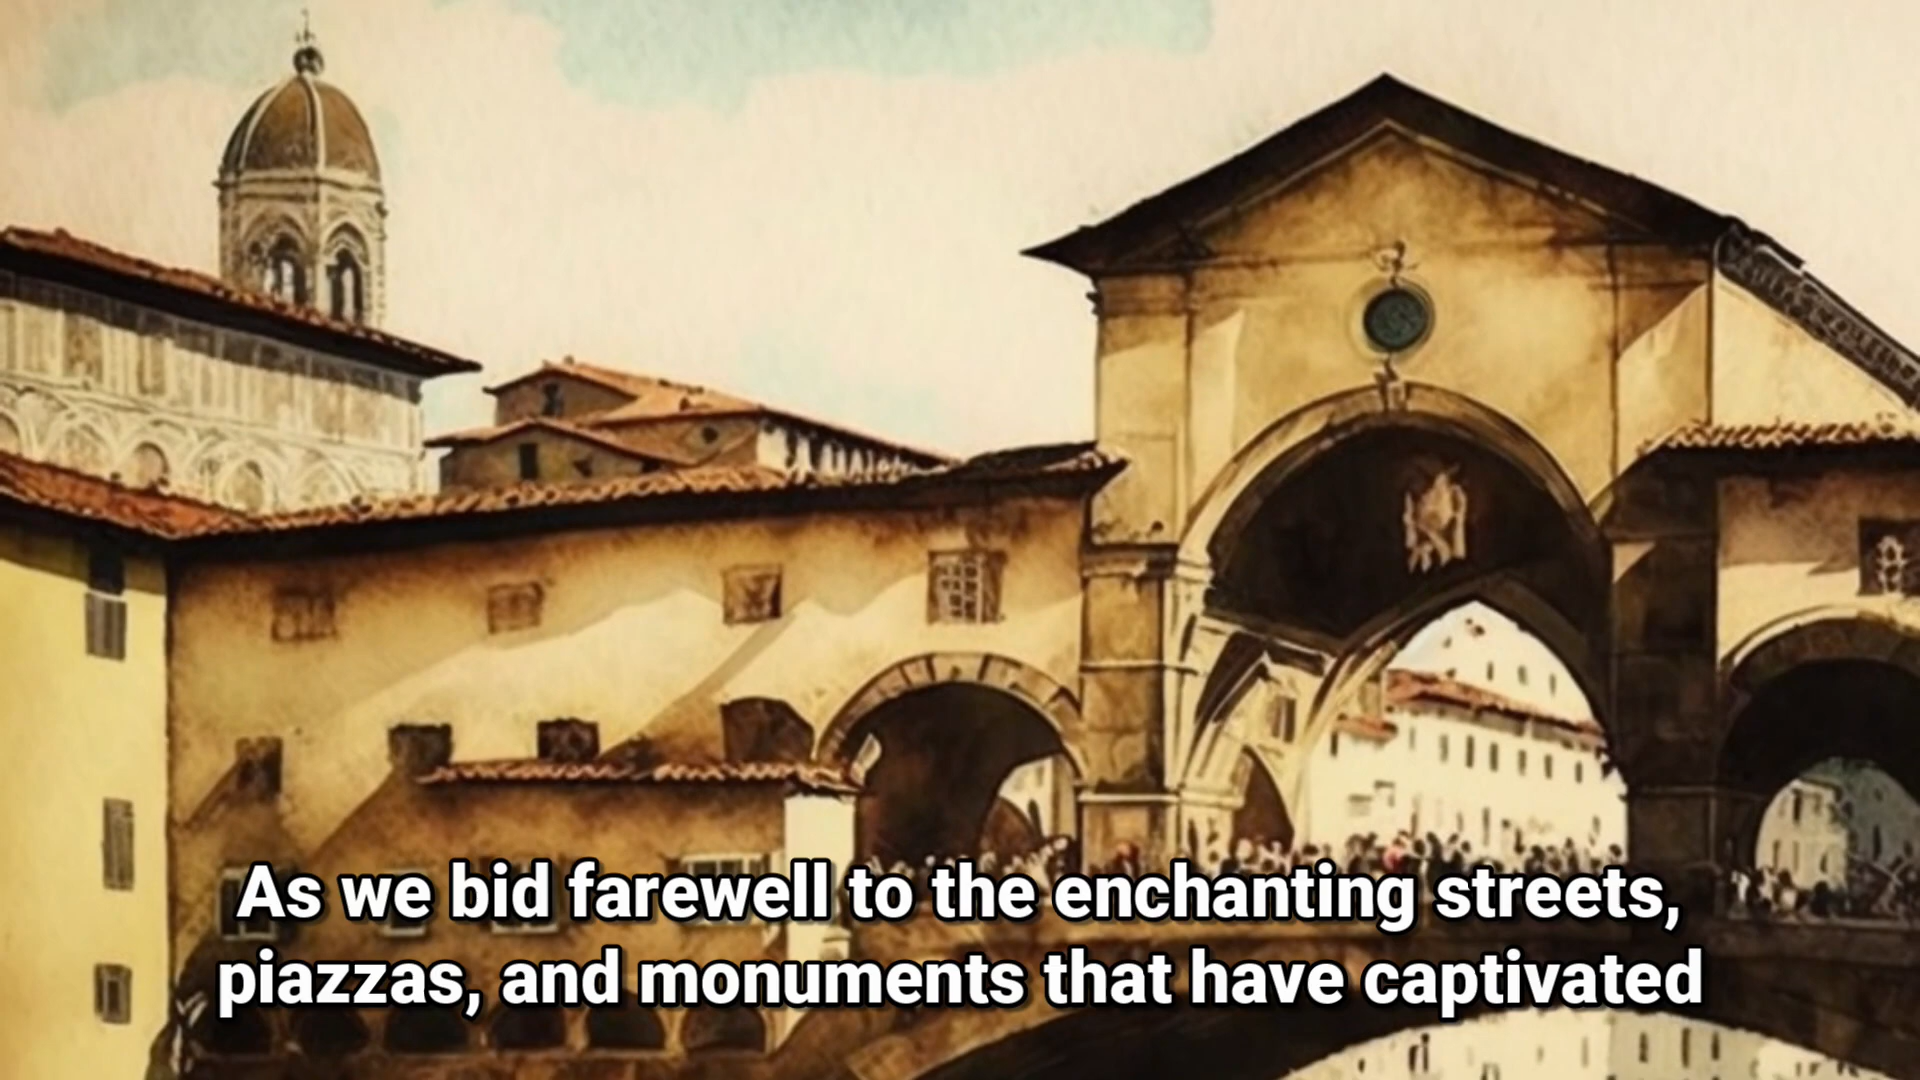 As we bid farewell to the enchanting streets,
piazzas, and monuments that have captivated